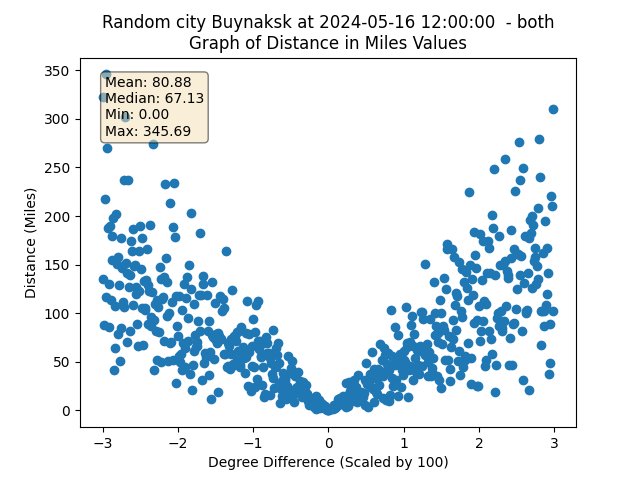 Random city Buynaksk at 2024-05-16 12:00:00  - both
Graph of Distance in Miles Values
Mean: 80.88
Median: 67.13
Min: 0.00
Max: 345.69
Distance (Miles)
350
300
250
200
150
100
50
0
−3
−2
−1
0
1
2
3
Degree Difference (Scaled by 100)